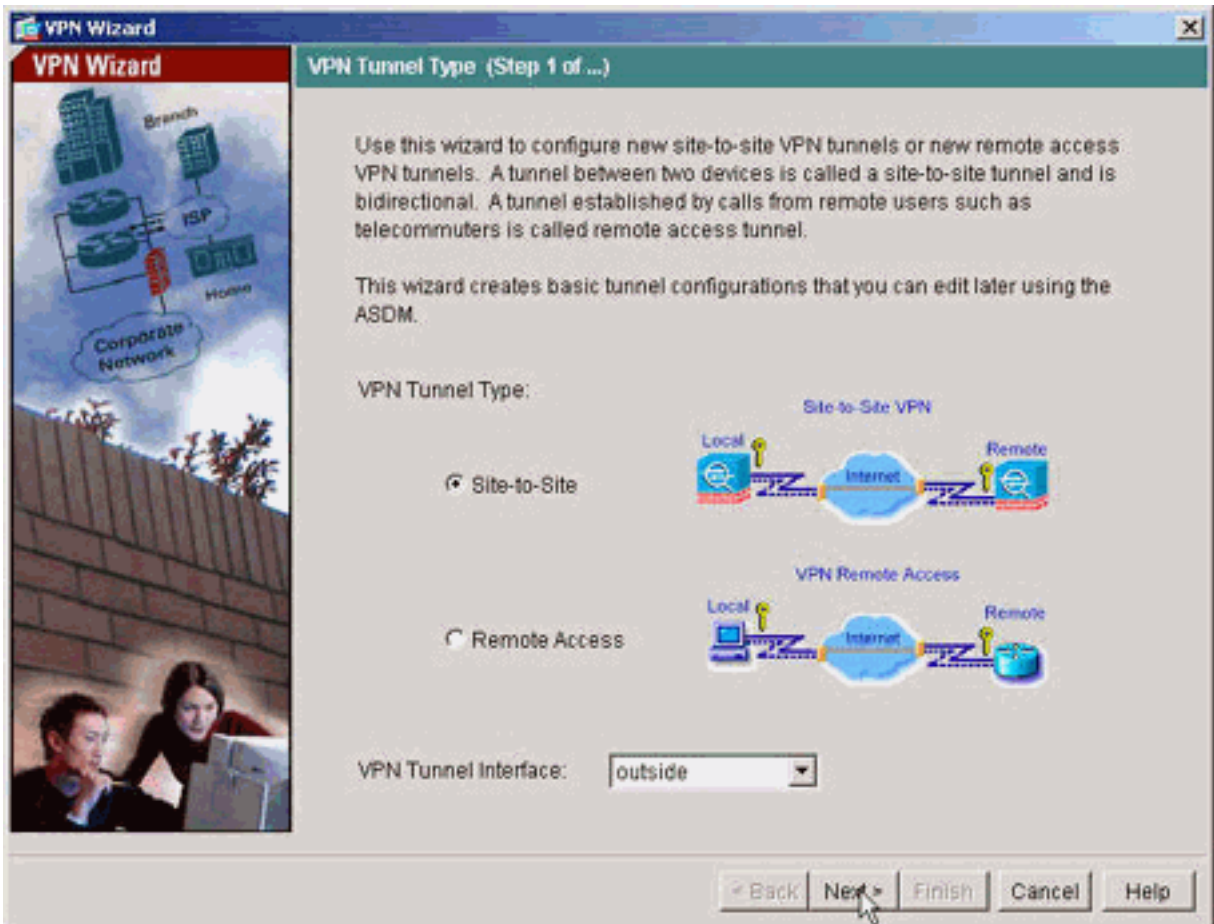 VPN Wizard
VPN Wizard
VPN Tunnel Type (Step 1 of ...)
Branch
ISP
Home
Corporate
Network
Use this wizard to configure new site-to-site VPN tunnels or new remote access
VPN tunnels. A tunnel between two devices is called a site-to-site tunnel and is
bidirectional. A tunnel established by calls from remote users such as
telecommuters is called remote access tunnel.
This wizard creates basic tunnel configurations that you can edit later using the
ASDM.
VPN Tunnel Type:
Site-to-Site VPN
Local
Remote
Internet
Site-to-Site
VPN Remote Access
Local
Remote
Internet
Remote Access
VPN Tunnel Interface:
outside
< Back
Next >
Finish
Cancel
Help